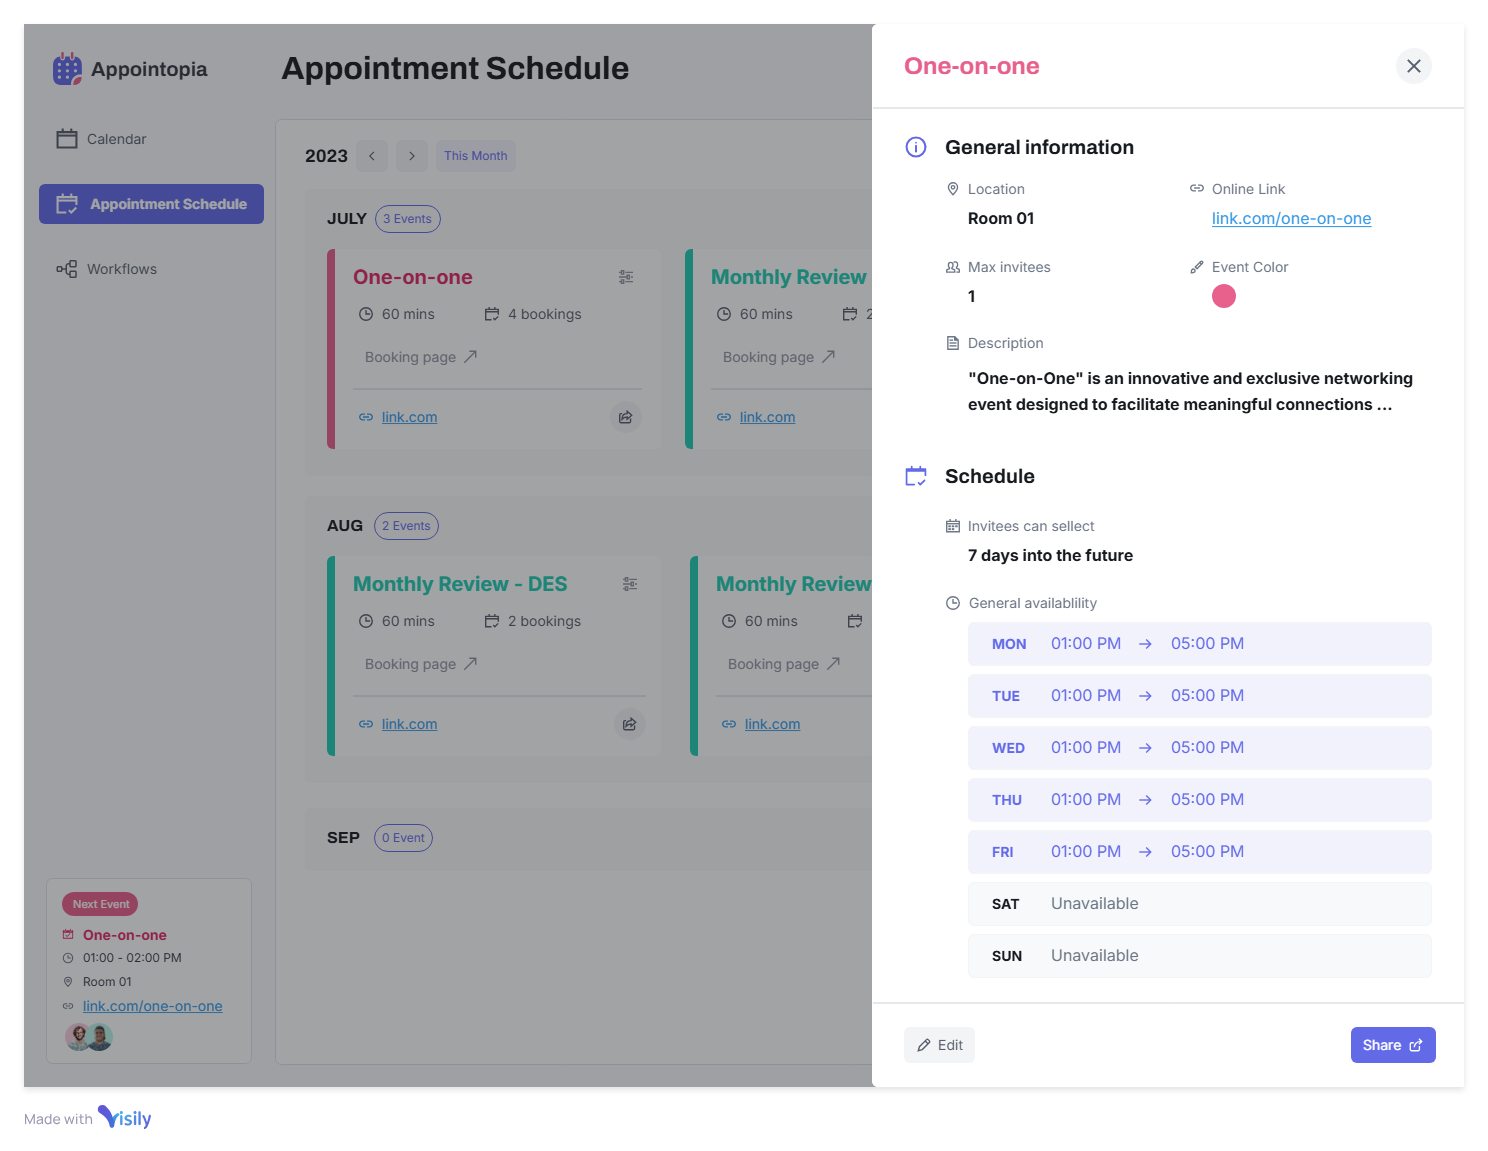 Appointopia
Calendar
Appointment Schedule
Workflows
Next Event
One-on-one
01:00 - 02:00 PM
Room 01
link.com/one-on-one
Appointment Schedule
2023
This Month
JULY 3 Events
One-on-one
60 mins 4 bookings
Booking page
link.com
Monthly Review
60 mins 2
Booking page
link.com
AUG 2 Events
Monthly Review - DES
60 mins 2 bookings
Booking page
link.com
Monthly Review
60 mins
Booking page
link.com
SEP 0 Event
One-on-one
General information
Location
Room 01
Online Link
link.com/one-on-one
Max invitees
1
Event Color
Description
"One-on-One" is an innovative and exclusive networking
event designed to facilitate meaningful connections ...
Schedule
Invitees can sellect
7 days into the future
General availablility
MON 01:00 PM → 05:00 PM
TUE 01:00 PM → 05:00 PM
WED 01:00 PM → 05:00 PM
THU 01:00 PM → 05:00 PM
FRI 01:00 PM → 05:00 PM
SAT Unavailable
SUN Unavailable
Edit
Share
Made with Visily